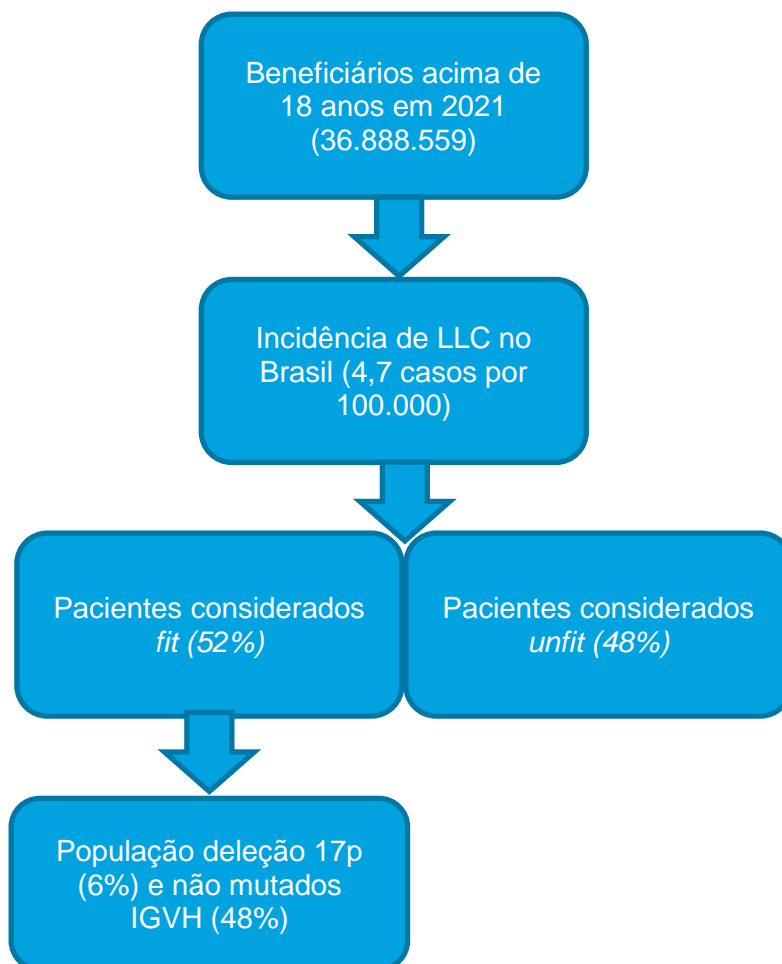 Beneficiários acima de
18 anos em 2021
(36.888.559)
Incidência de LLC no
Brasil (4,7 casos por
100.000)
Pacientes considerados
fit (52%)
Pacientes considerados
unfit (48%)
População deleção 17p
(6%) e não mutados
IGVH (48%)